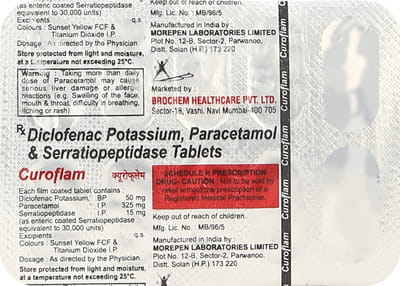 (as enteric coated Serratiopeptidase
equivalent to 30,000 units)
Excipients q.s.
Colours : Sunset Yellow FCF &
Titanium Dioxide I.P.
Dosage : As directed by the Physician.
Store protected from light and moisture,
at a temperature not exceeding 25°C.
Warning : Taking more than daily
dose of Paracetamol may cause
serious liver damage or allergic
reactions (e.g. Swelling of the face,
mouth & throat, difficulty in breathing,
itching or rash)
Keep out of reach of children.
Mfg. Lic. No. : MB/96/5
Manufactured in India by :
MOREPEN LABORATORIES LIMITED
Plot No. 12-B, Sector-2, Parwanoo,
Distt. Solan (H.P.) 173 220
Marketed by :
BROCHEM HEALTHCARE PVT. LTD.
Sector-18, Vashi, Navi Mumbai-400 705
Rx Diclofenac Potassium, Paracetamol
& Serratiopeptidase Tablets
Curoflam क्यूरोफ्लेम
Each film coated tablet contains :
Diclofenac Potassium, BP 50 mg
Paracetamol I.P. 325 mg
Serratiopeptidase I.P. 15 mg
(as enteric coated Serratiopeptidase
equivalent to 30,000 units)
Excipients q.s.
Colours : Sunset Yellow FCF &
Titanium Dioxide I.P.
Dosage : As directed by the Physician.
Store protected from light and moisture,
at a temperature not exceeding 25°C.
SCHEDULE H PRESCRIPTION
DRUG- CAUTION : Not to be sold by
retail without the prescription of a
Registered Medical Practitioner.
Keep out of reach of children.
Mfg. Lic. No. : MB/96/5
Manufactured in India by :
MOREPEN LABORATORIES LIMITED
Plot No. 12-B, Sector-2, Parwanoo,
Distt. Solan (H.P.) 173 220
Curoflam
Curoflam
Curoflam